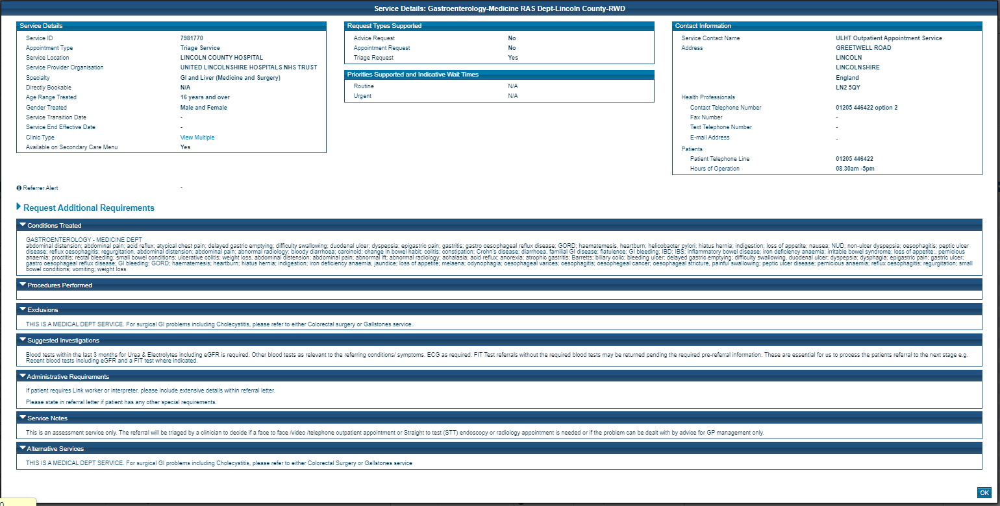 Service Details: Gastroenterology-Medicine RAS Dept-Lincoln County-RWD
Service Details
Service ID 7981770
Appointment Type Triage Service
Service Location LINCOLN COUNTY HOSPITAL
Service Provider Organisation UNITED LINCOLNSHIRE HOSPITALS NHS TRUST
Specialty GI and Liver (Medicine and Surgery)
Directly Bookable N/A
Age Range Treated 16 years and over
Gender Treated Male and Female
Service Transition Date -
Service End Effective Date -
Clinic Type View Multiple
Available on Secondary Care Menu Yes
Request Types Supported
Advice Request No
Appointment Request No
Triage Request Yes
Priorities Supported and Indicative Wait Times
Routine N/A
Urgent N/A
Contact Information
Service Contact Name ULHT Outpatient Appointment Service
Address GREETWELL ROAD
LINCOLN
LINCOLNSHIRE
England
LN2 5QY
Health Professionals
Contact Telephone Number 01205 446422 option 2
Fax Number -
Text Telephone Number -
E-mail Address -
Patients
Patient Telephone Line 01205 446422
Hours of Operation 08.30am -5pm
Referrer Alert -
Request Additional Requirements
Conditions Treated
GASTROENTEROLOGY - MEDICINE DEPT
abdominal distension; abdominal pain; acid reflux; atypical chest pain; delayed gastric emptying; difficulty swallowing; duodenal ulcer; dyspepsia; epigastric pain; gastritis; gastro oesophageal reflux disease; GORD; haematemesis, heartburn; helicobacter pylori; hiatus hernia; indigestion; loss of appetite; nausea; NUD; non-ulcer dyspepsia; oesophagitis; peptic ulcer
disease; reflux oesophagitis; regurgitation, abdominal distension; abdominal pain; abnormal radiology; bloody diarrhoea; carcinoid; change in bowel habit; colitis; constipation; Crohn's disease; diarrhoea, familial GI disease; flatulence; GI bleeding; IBD; IBS; inflammatory bowel disease; iron deficiency anaemia; irritable bowel syndrome; loss of appetite;, pernicious
anaemia; proctitis; rectal bleeding; small bowel conditions; ulcerative colitis; weight loss, abdominal distension; abdominal pain; abnormal lft; abnormal radiology; achalasia; acid reflux; anorexia; atrophic gastritis; Barretts; biliary colic; bleeding ulcer; delayed gastric emptying; difficulty swallowing, duodenal ulcer; dyspepsia; dysphagia; epigastric pain; gastric ulcer;
gastro oesophageal reflux disease; GI bleeding; GORD; haematemesis; heartburn; hiatus hernia; indigestion; iron deficiency anaemia, jaundice; loss of appetite; melaena; odynophagia; oesophageal varices; oesophagitis; oesophegeal cancer; oesophageal stricture, painful swallowing; peptic ulcer disease; pernicious anaemia; reflux oesophagitis; regurgitation; small
bowel conditions; vomiting; weight loss
Procedures Performed
Exclusions
THIS IS A MEDICAL DEPT SERVICE. For surgical GI problems including Cholecystitis, please refer to either Colorectal surgery or Gallstones service.
Suggested Investigations
Blood tests within the last 3 months for Urea & Electrolytes including eGFR is required. Other blood tests as relevant to the referring conditions/ symptoms. ECG as required. FIT Test referrals without the required blood tests may be returned pending the required pre-referral information. These are essential for us to process the patients referral to the next stage e.g.
Recent blood tests including eGFR and a FIT test where indicated.
Administrative Requirements
If patient requires Link worker or interpreter, please include extensive details within referral letter.
Please state in referral letter if patient has any other special requirements.
Service Notes
This is an assessment service only. The referral will be triaged by a clinician to decide if a face to face /video /telephone outpatient appointment or Straight to test (STT) endoscopy or radiology appointment is needed or if the problem can be dealt with by advice for GP management only.
Alternative Services
THIS IS A MEDICAL DEPT SERVICE. For surgical GI problems including Cholecystitis, please refer to either Colorectal Surgery or Gallstones service
OK